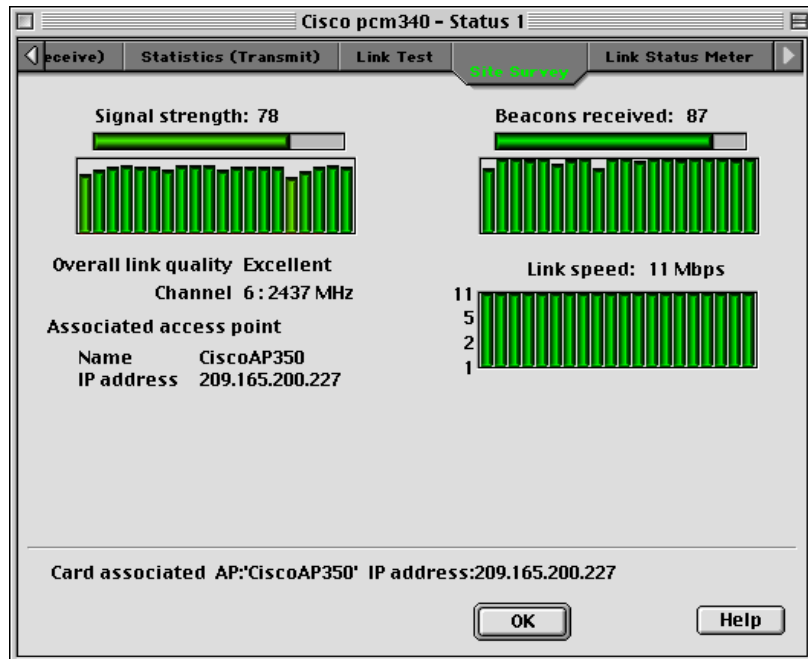 Cisco pcm340 - Status 1
eceive)
Statistics (Transmit)
Link Test
Site Survey
Link Status Meter
Signal strength: 78
Beacons received: 87
Overall link quality Excellent
Channel 6 : 2437 MHz
Link speed: 11 Mbps
11
5
2
1
Associated access point
Name CiscoAP350
IP address 209.165.200.227
Card associated AP:'CiscoAP350' IP address:209.165.200.227
OK
Help